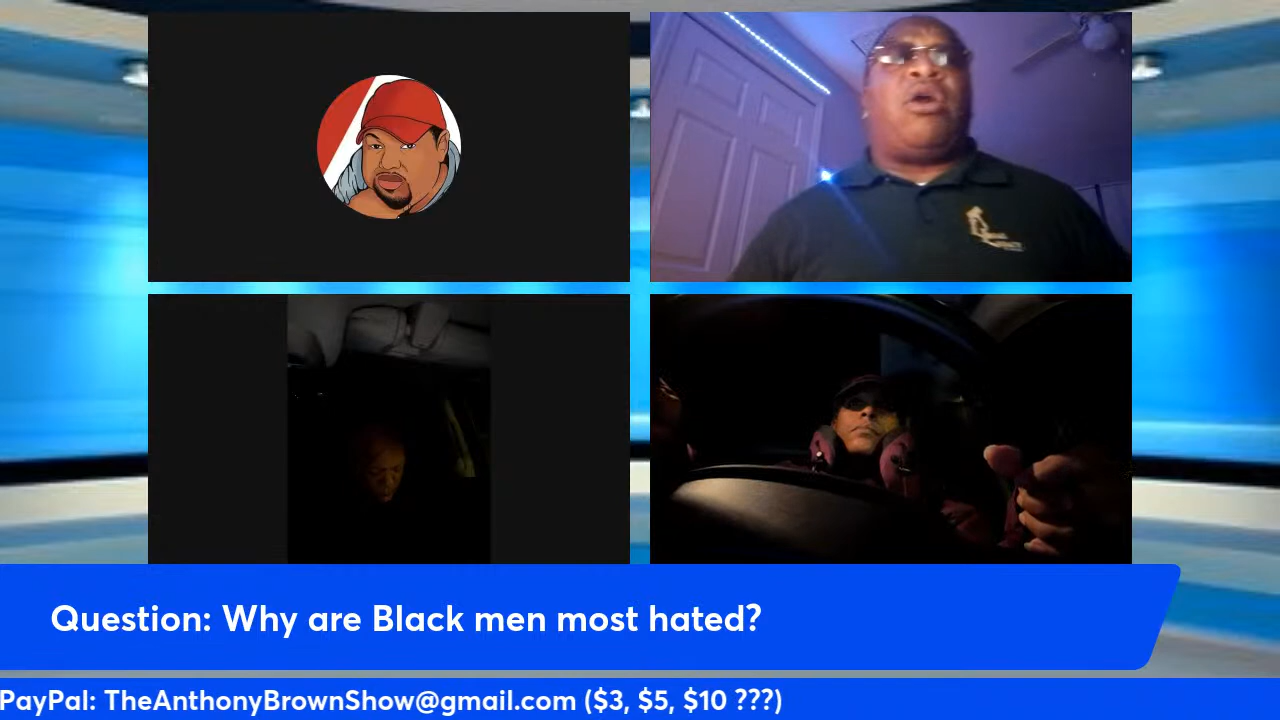 Question: Why are Black men most hated?
PayPal: TheAnthonyBrownShow@gmail.com ($3, $5, $10 ???)